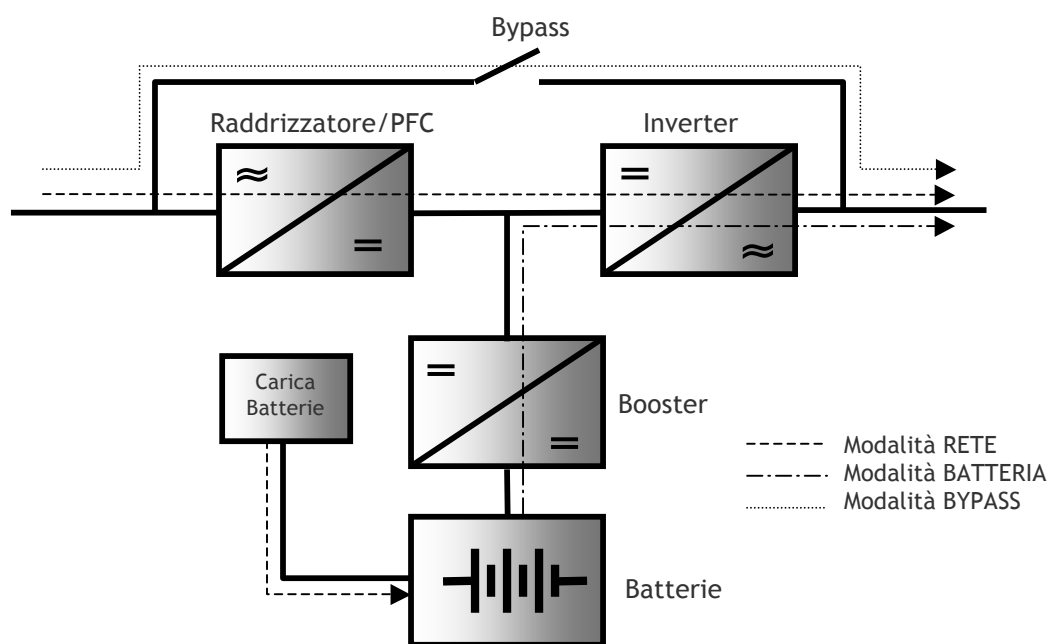 Bypass
Raddrizzatore/PFC
Inverter
Carica
Batterie
Booster
Modalità RETE
Modalità BATTERIA
Modalità BYPASS
Batterie